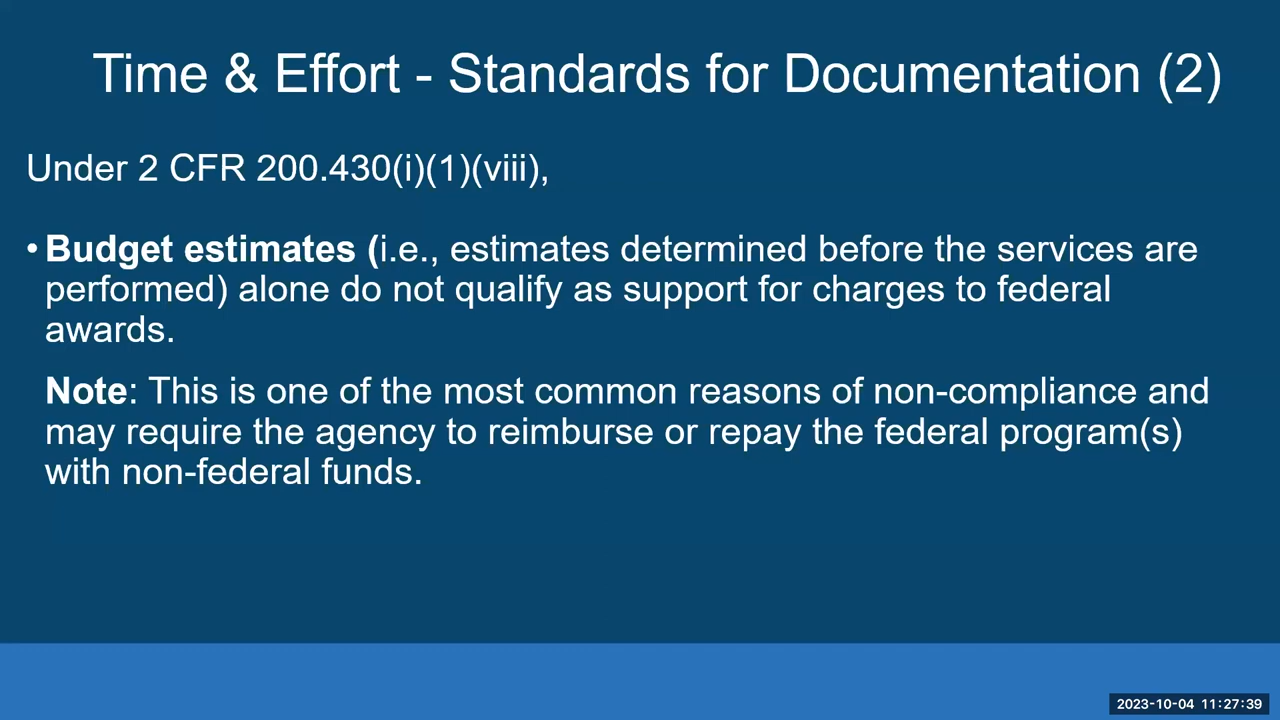 Time & Effort - Standards for Documentation (2)
Under 2 CFR 200.430(i)(1)(viii),
• Budget estimates (i.e., estimates determined before the services are
performed) alone do not qualify as support for charges to federal
awards.
Note: This is one of the most common reasons of non-compliance and
may require the agency to reimburse or repay the federal program(s)
with non-federal funds.
2023-10-04 11:27:39